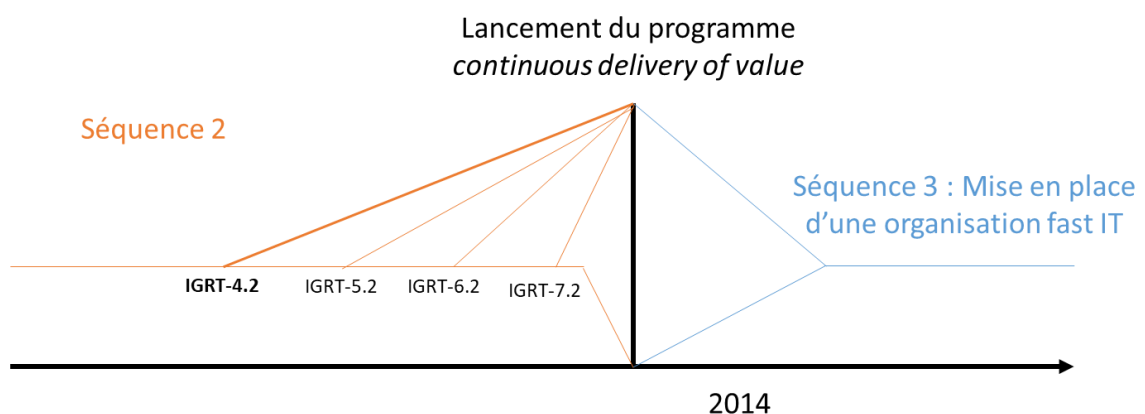 Lancement du programme
continuous delivery of value
Séquence 2
Séquence 3 : Mise en place
d'une organisation fast IT
IGRT-4.2
IGRT-5.2
IGRT-6.2
IGRT-7.2
2014